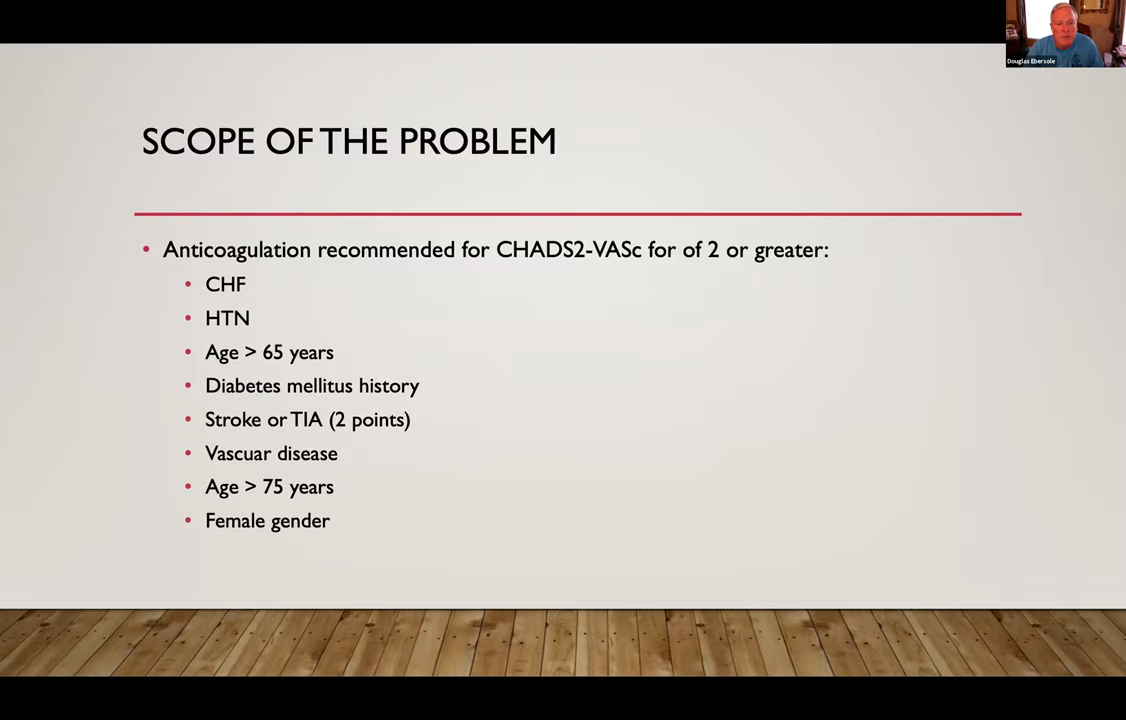 Douglas Ebersole
SCOPE OF THE PROBLEM
• Anticoagulation recommended for CHADS2-VASc for of 2 or greater:
• CHF
• HTN
• Age > 65 years
• Diabetes mellitus history
• Stroke or TIA (2 points)
• Vascuar disease
• Age > 75 years
• Female gender